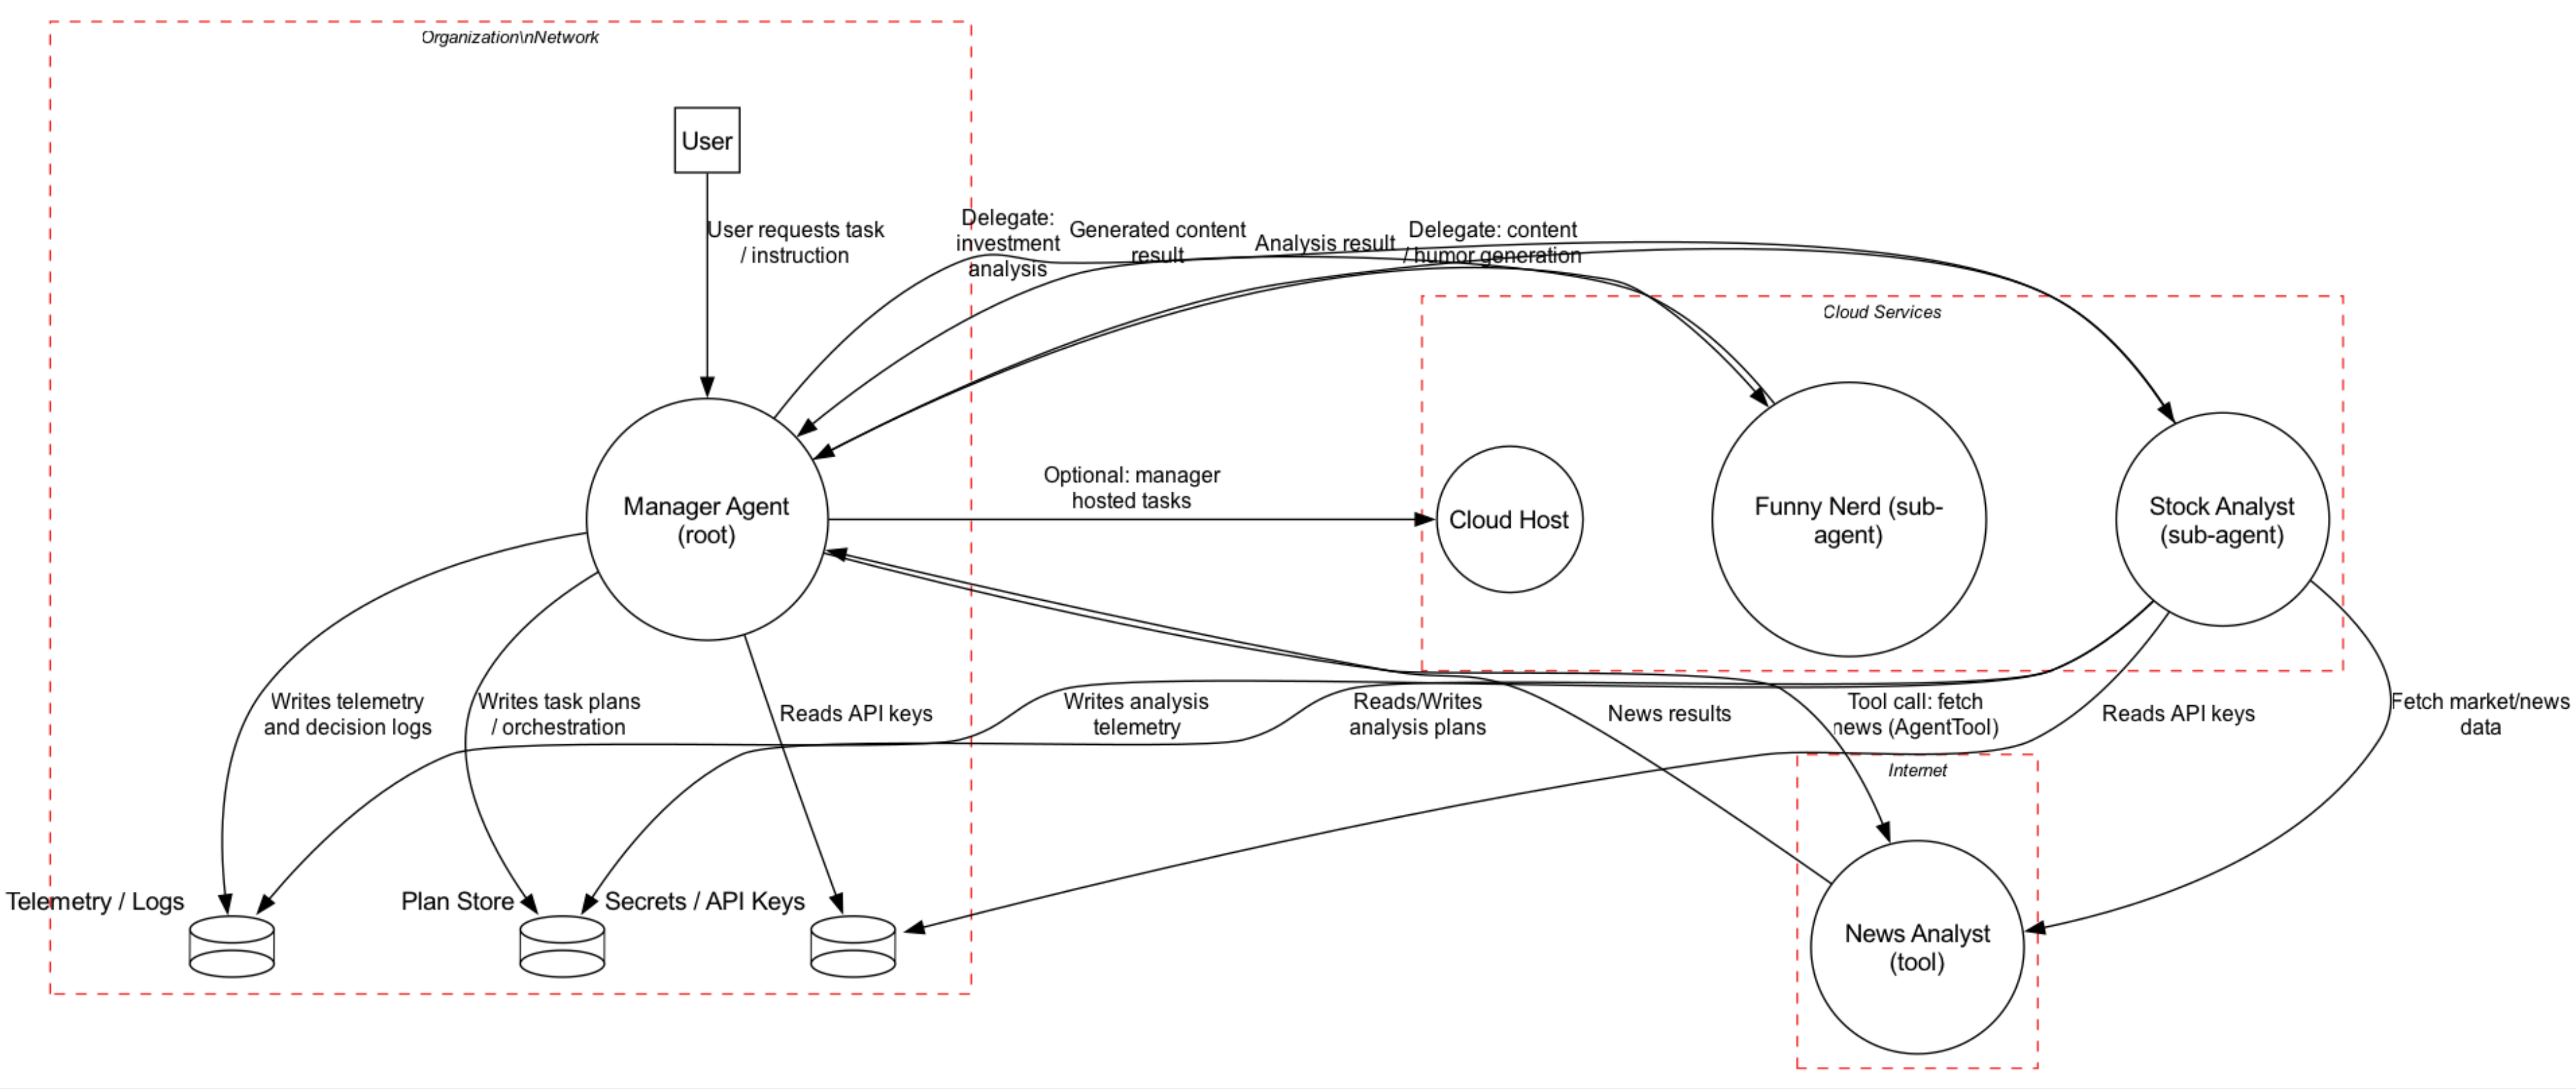 Organization\nNetwork
User
User requests task
/ instruction
Delegate:
investment
analysis
Generated content
result
Analysis result
Delegate: content
/ humor generation
Cloud Services
Manager Agent
(root)
Optional: manager
hosted tasks
Cloud Host
Funny Nerd (sub-
agent)
Stock Analyst
(sub-agent)
Writes telemetry
and decision logs
Writes task plans
/ orchestration
Reads API keys
Writes analysis
telemetry
Reads/Writes
analysis plans
News results
Tool call: fetch
news (AgentTool)
Reads API keys
Fetch market/news
data
Internet
Telemetry / Logs
Plan Store
Secrets / API Keys
News Analyst
(tool)